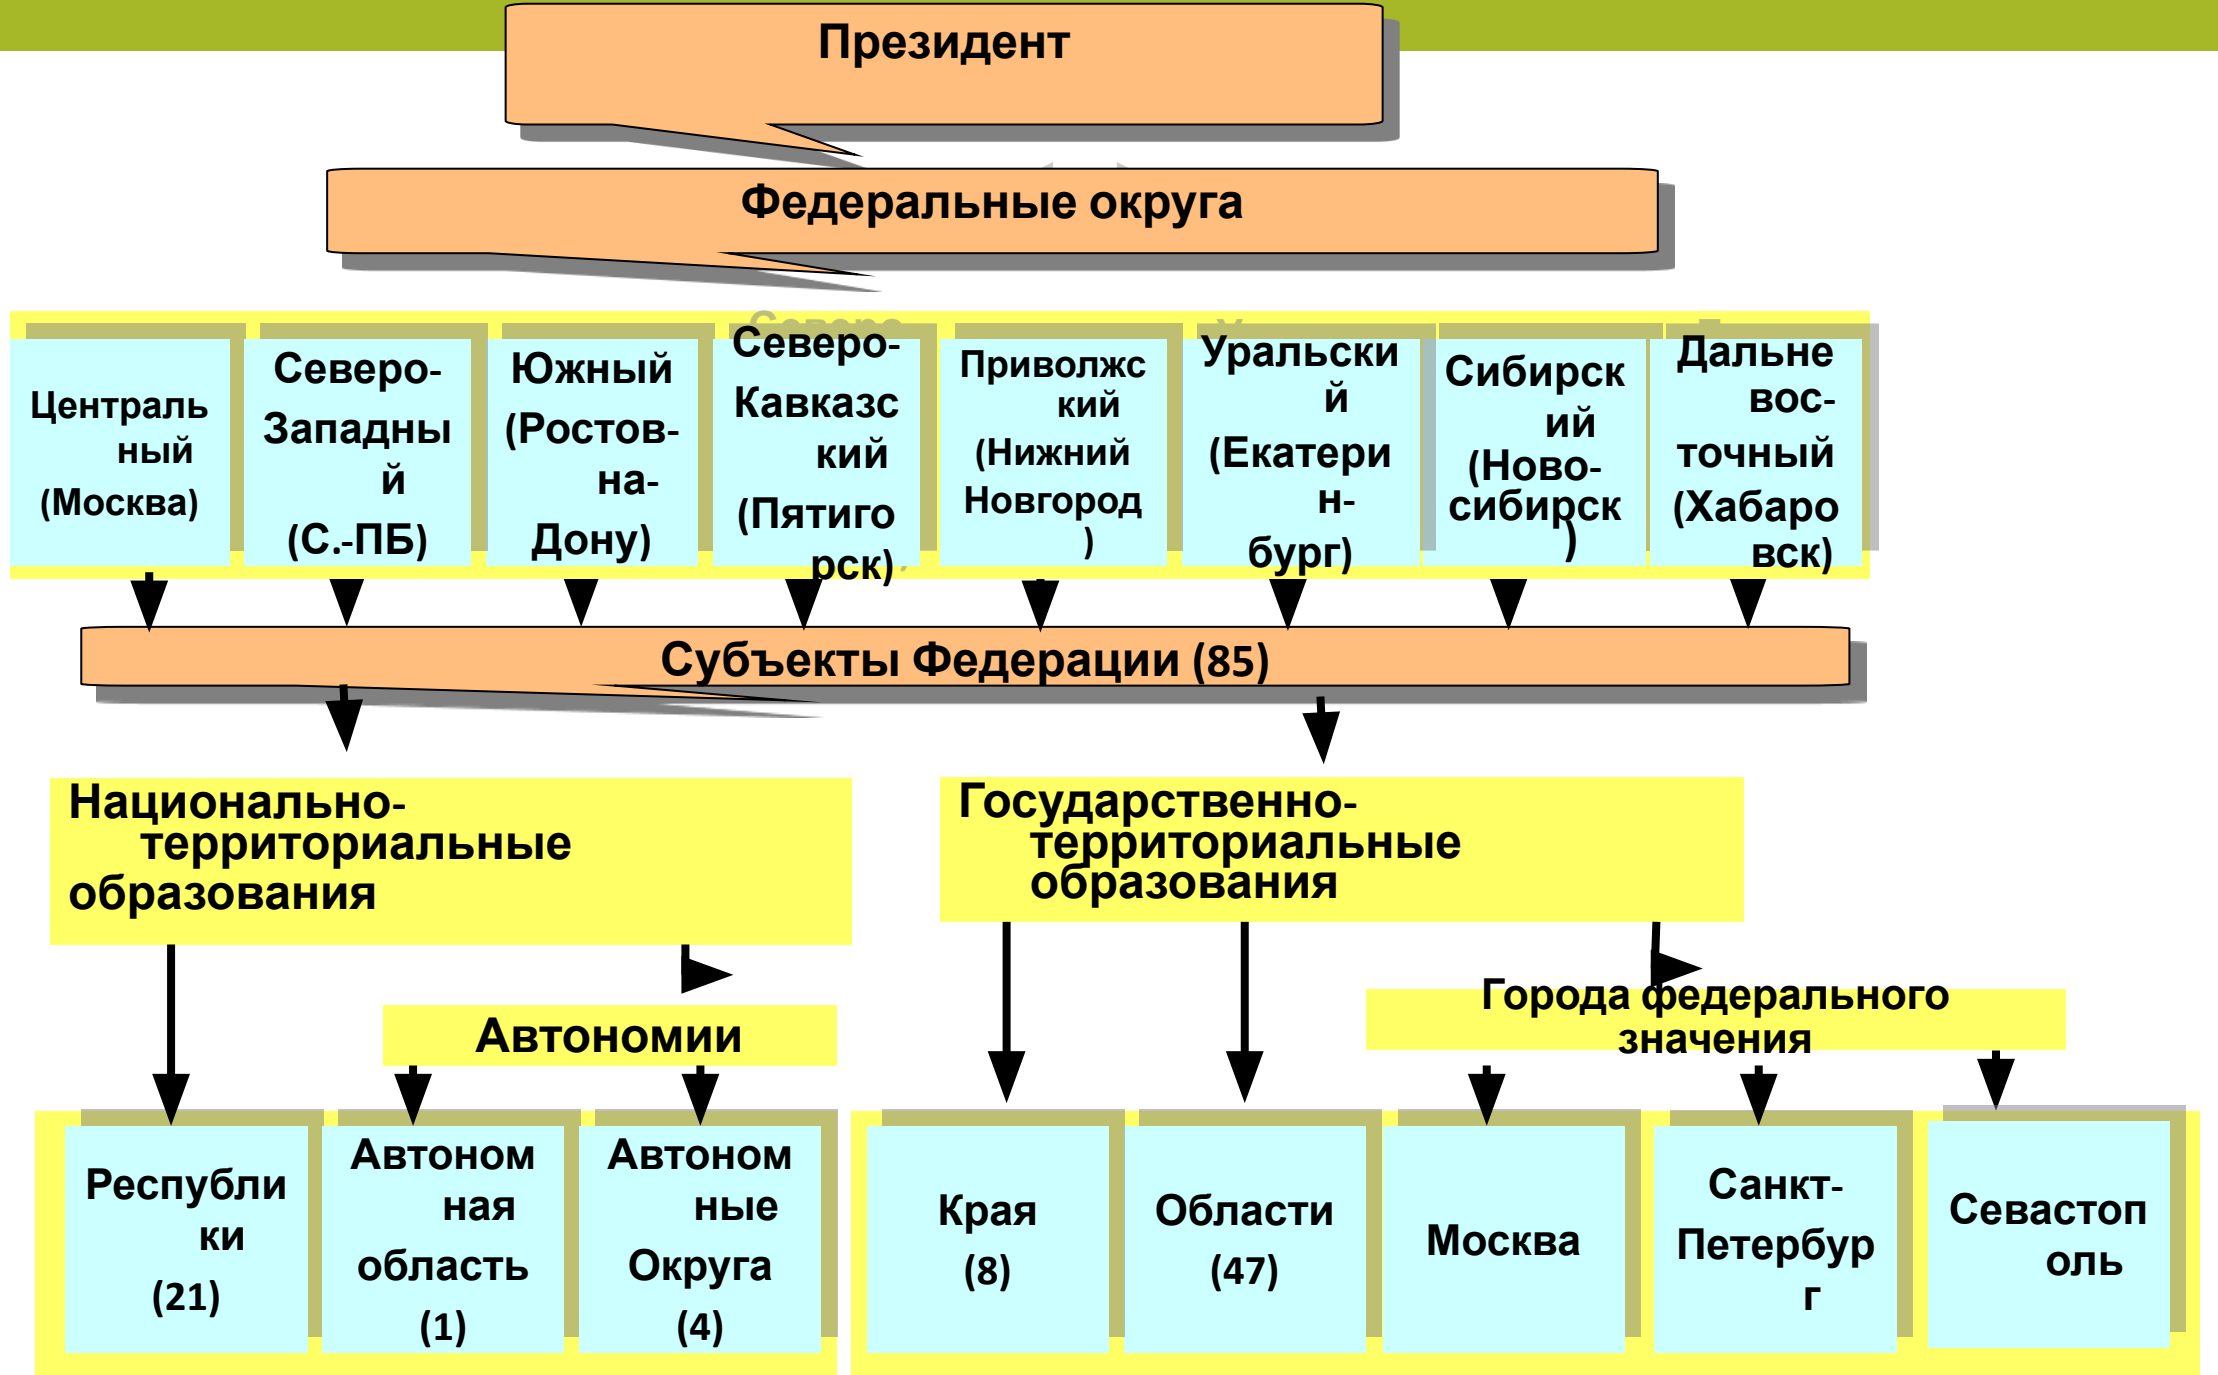 Президент
Федеральные округа
Централь
ный
(Москва)
Северо-
Западны
й
(С.-ПБ)
Южный
(Ростов-
на-
Дону)
Северо-
Кавказс
кий
(Пятиго
рск)
Приволжс
кий
(Нижний
Новгород
)
Уральски
й
(Екатери
н-
бург)
Сибирск
ий
(Ново-
сибирск
)
Дальне
вос-
точный
(Хабаро
вск)
Субъекты Федерации (85)
Национально-
территориальные
образования
Государственно-
территориальные
образования
Автономии
Города федерального
значения
Республи
ки
(21)
Автоном
ная
область
(1)
Автоном
ные
Округа
(4)
Края
(8)
Области
(47)
Москва
Санкт-
Петербур
г
Севастоп
оль